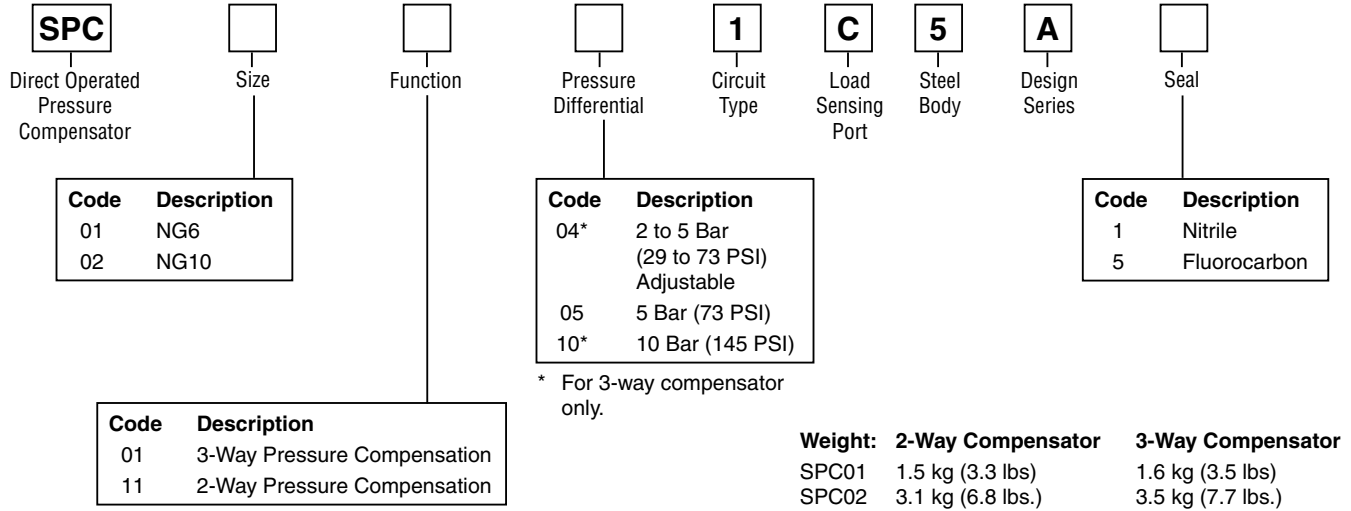 SPC 1 C 5 A
Direct Operated Pressure Compensator
Size
Function
Pressure Differential
Circuit Type
Load Sensing Port
Steel Body
Design Series
Seal
Code Description
01 NG6
02 NG10
Code Description
04* 2 to 5 Bar
(29 to 73 PSI)
Adjustable
05 5 Bar (73 PSI)
10* 10 Bar (145 PSI)
* For 3-way compensator
only.
Code Description
1 Nitrile
5 Fluorocarbon
Code Description
01 3-Way Pressure Compensation
11 2-Way Pressure Compensation
Weight: 2-Way Compensator 3-Way Compensator
SPC01 1.5 kg (3.3 lbs) 1.6 kg (3.5 lbs)
SPC02 3.1 kg (6.8 lbs.) 3.5 kg (7.7 lbs.)